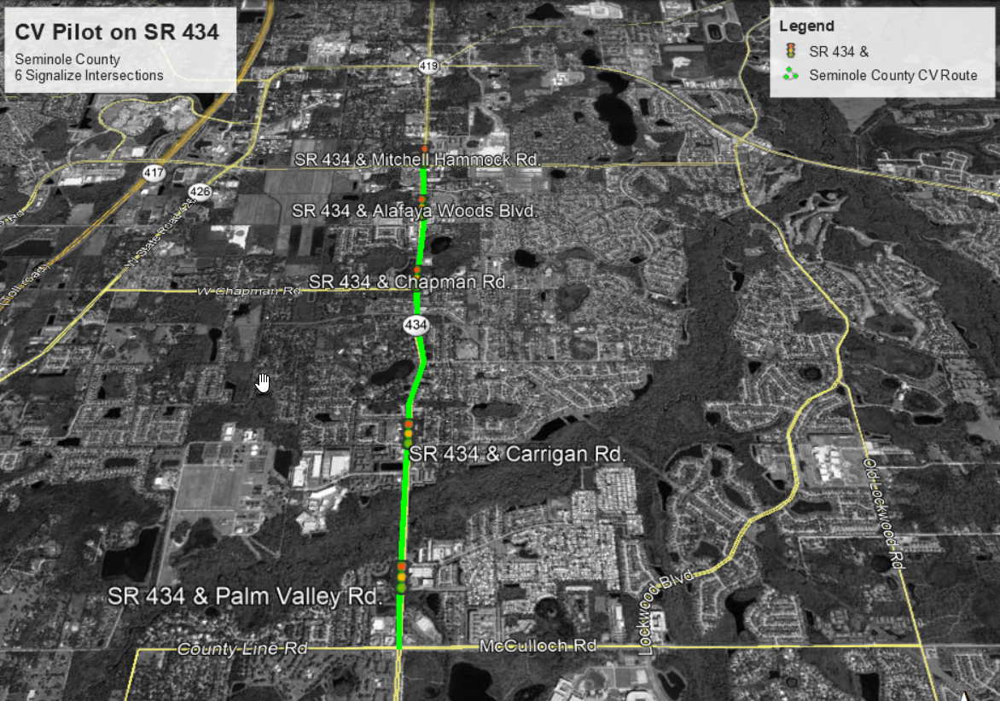 CV Pilot on SR 434
Seminole County
6 Signalize Intersections
Legend
SR 434 &
Seminole County CV Route
419
SR 434 & Mitchell Hammock Rd.
417
426
SR 434 & Alafaya Woods Blvd.
SR 434 & Chapman Rd.
W Chapman Rd
434
SR 434 & Carrigan Rd.
Old Lockwood Rd
SR 434 & Palm Valley Rd.
Lockwood Blvd
County Line Rd
McCulloch Rd